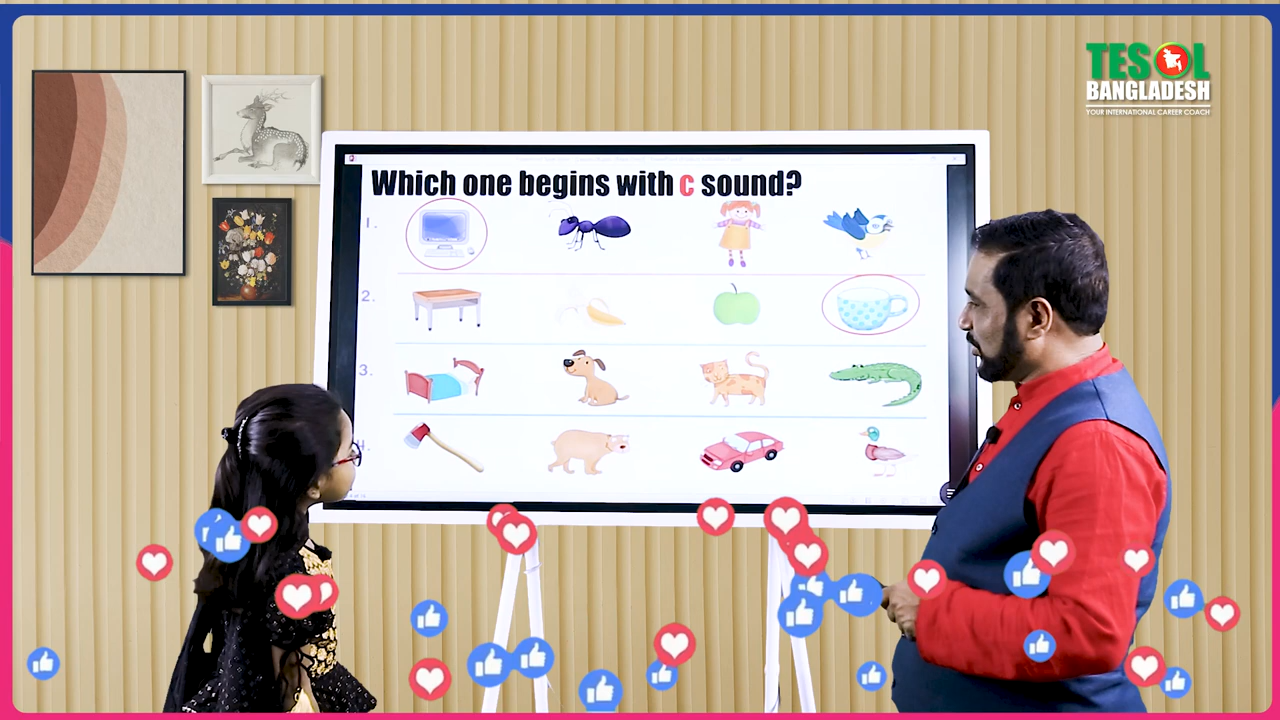 TESOL
BANGLADESH
YOUR INTERNATIONAL CAREER COACH
Which one begins with c sound?
1.
2.
3.
4.